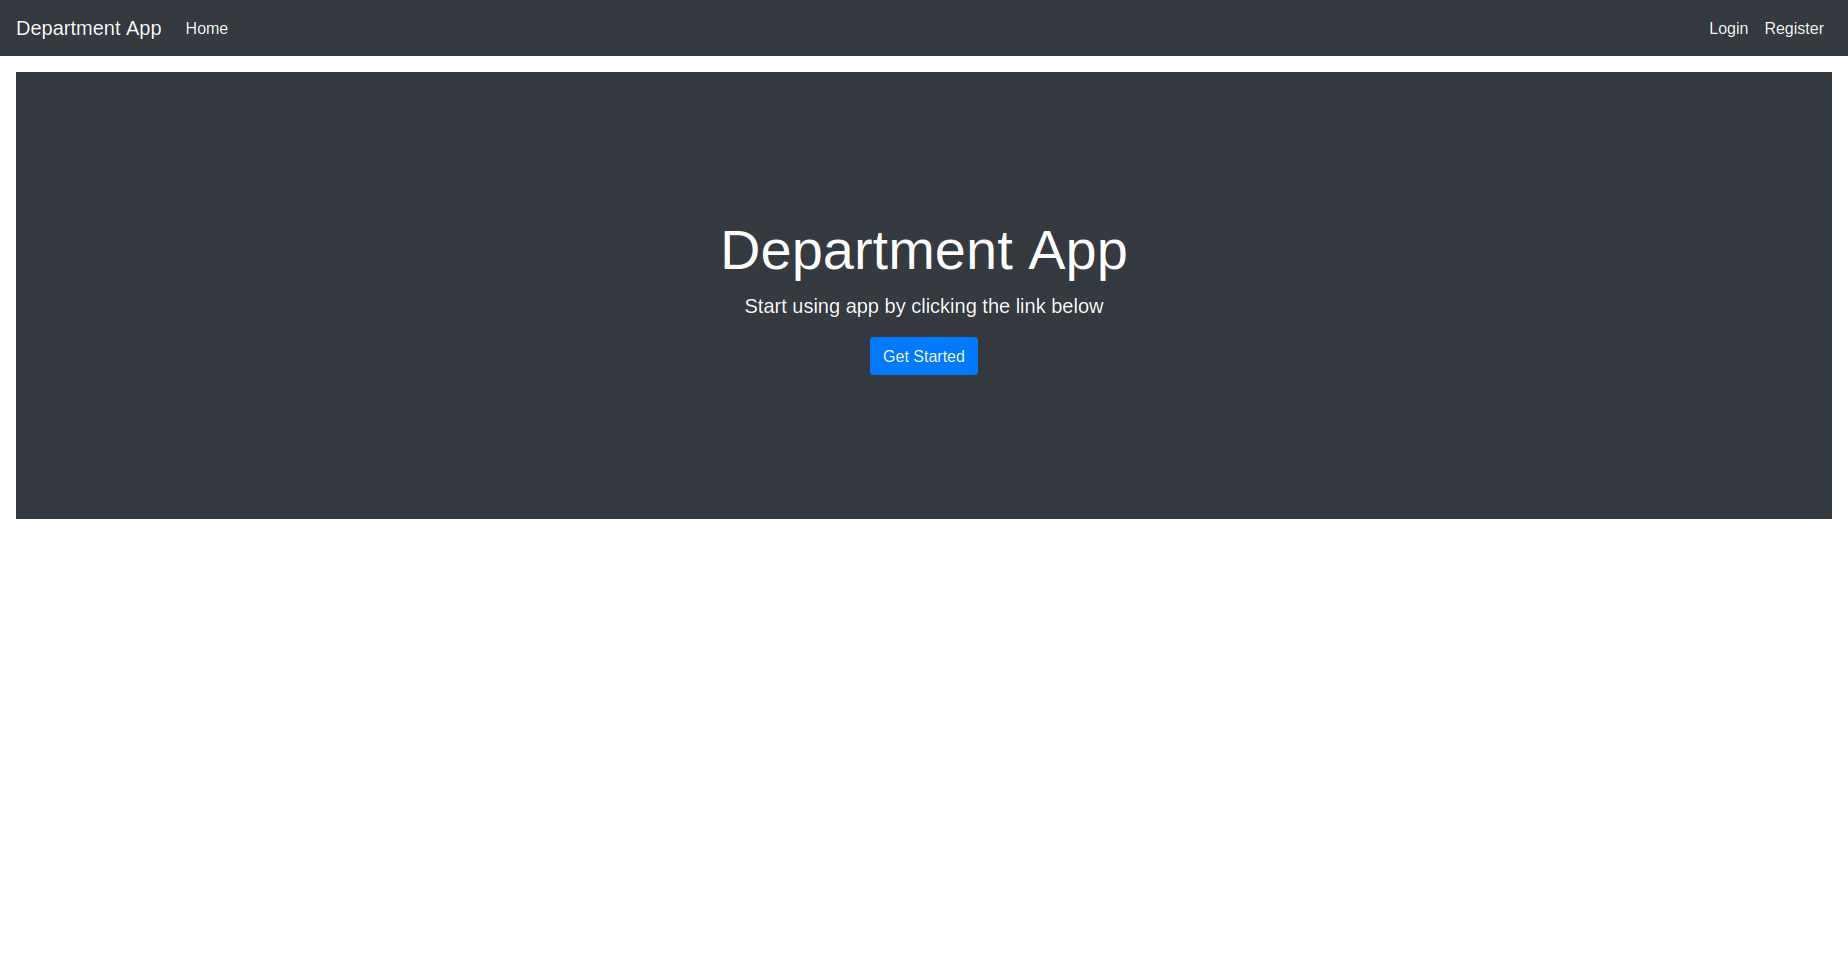 Department App Home Login Register
Department App
Start using app by clicking the link below
Get Started